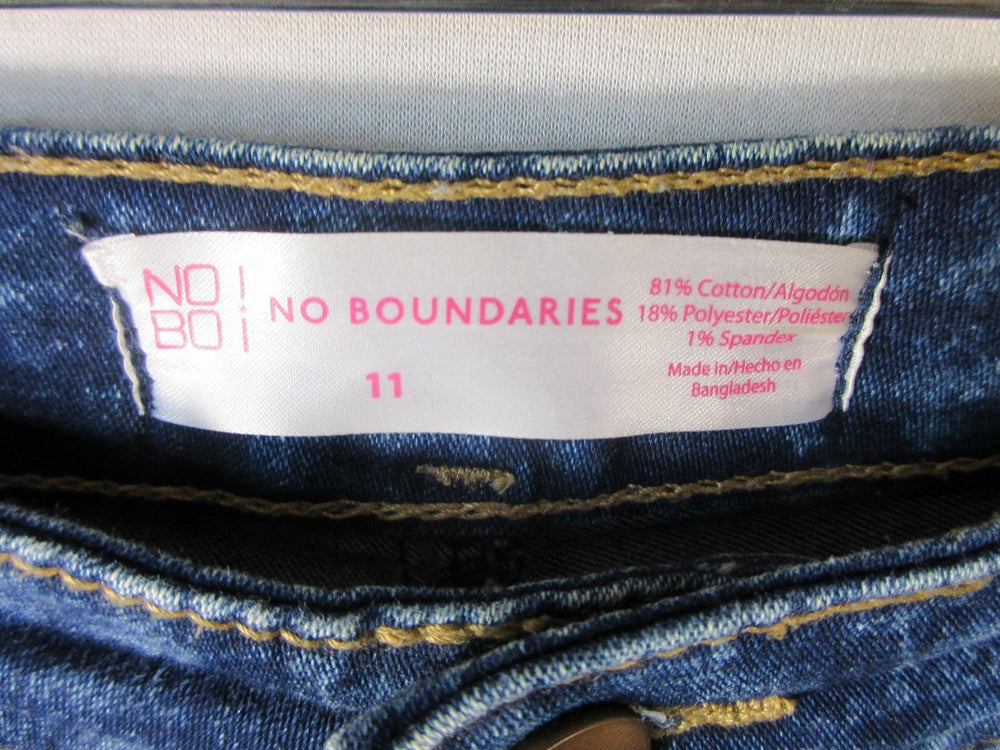 NO
BO
NO BOUNDARIES
11
81% Cotton/Algodón
18% Polyester/Poliéster
1% Spandex
Made in/Hecho en
Bangladesh